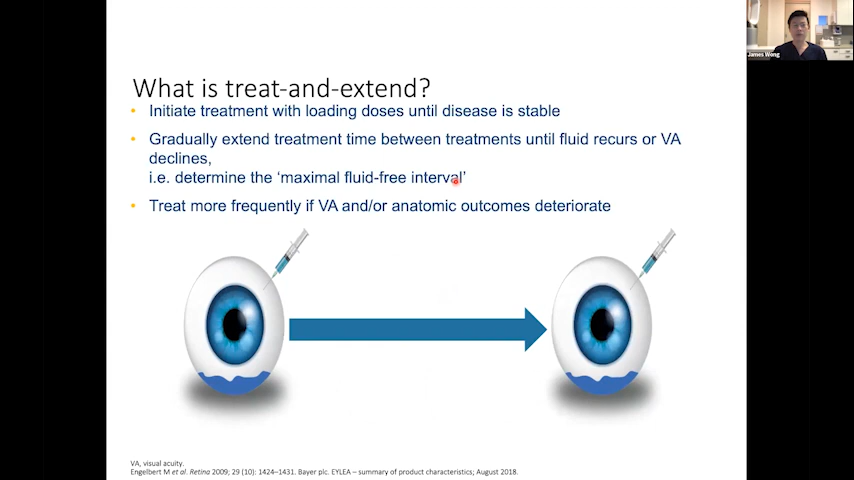 James Wong
What is treat-and-extend?
• Initiate treatment with loading doses until disease is stable
• Gradually extend treatment time between treatments until fluid recurs or VA
declines,
i.e. determine the ‘maximal fluid-free interval’
• Treat more frequently if VA and/or anatomic outcomes deteriorate
VA, visual acuity.
Engelbert M et al. Retina 2009; 29 (10): 1424–1431. Bayer plc. EYLEA – summary of product characteristics; August 2018.